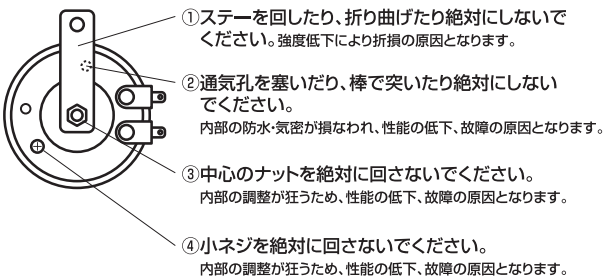 ①ステーを回したり、折り曲げたり絶対にしないで
ください。強度低下により折損の原因となります。
②通気孔を塞いだり、棒で突いたり絶対にしない
でください。
内部の防水・気密が損なわれ、性能の低下、故障の原因となります。
③中心のナットを絶対に回さないでください。
内部の調整が狂うため、性能の低下、故障の原因となります。
④小ネジを絶対に回さないでください。
内部の調整が狂うため、性能の低下、故障の原因となります。